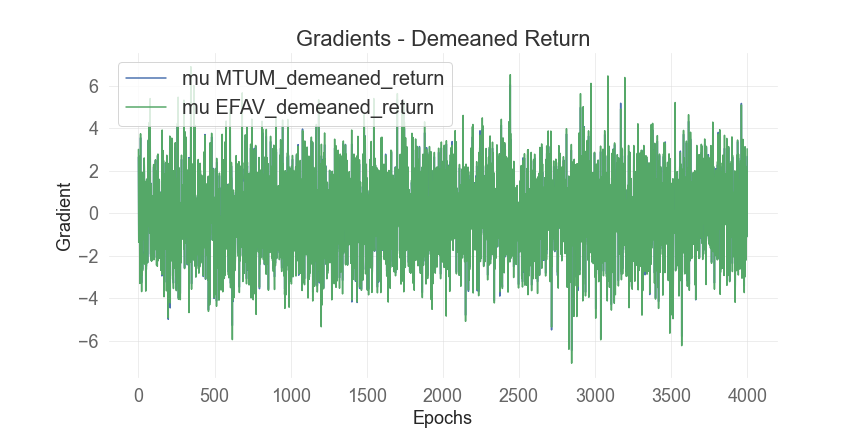 Gradients - Demeaned Return
mu MTUM_demeaned_return
mu EFAV_demeaned_return
Gradient
6
4
2
0
−2
−4
−6
0 500 1000 1500 2000 2500 3000 3500 4000
Epochs